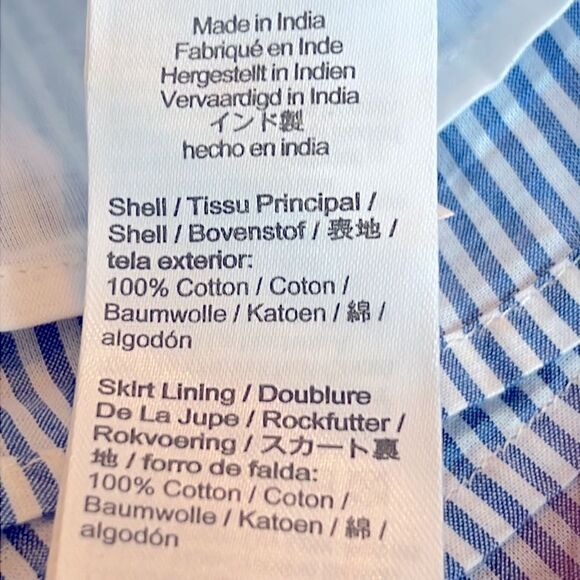 Made in India
Fabriqué en Inde
Hergestellt in Indien
Vervaardigd in India
インド製
hecho en india
Shell / Tissu Principal /
Shell / Bovenstof / 表地 /
tela exterior:
100% Cotton / Coton /
Baumwolle / Katoen / 綿 /
algodón
Skirt Lining / Doublure
De La Jupe / Rockfutter /
Rokvoering / スカート裏
地 / forro de falda:
100% Cotton / Coton /
Baumwolle / Katoen / 綿 /
algodón